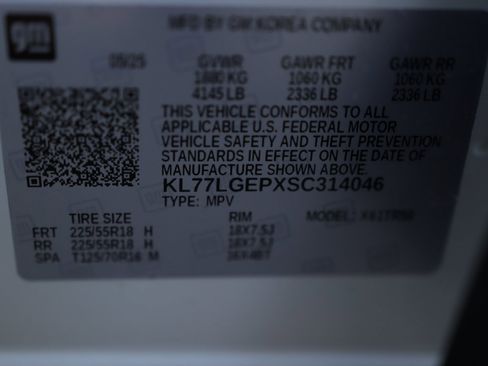 gm
MFD BY GM KOREA COMPANY
05/25 GVWR GAWR FRT GAWR RR
1880 KG 1060 KG 1060 KG
4145 LB 2336 LB 2336 LB
THIS VEHICLE CONFORMS TO ALL
APPLICABLE U.S. FEDERAL MOTOR
VEHICLE SAFETY AND THEFT PREVENTION
STANDARDS IN EFFECT ON THE DATE OF
MANUFACTURE SHOWN ABOVE.
KL77LGEPXSC314046
TYPE: MPV
TIRE SIZE RIM MODEL:
FRT 225/55R18 H 18X7.5J
RR 225/55R18 H 18X7.5J
SPA T125/70R16 M